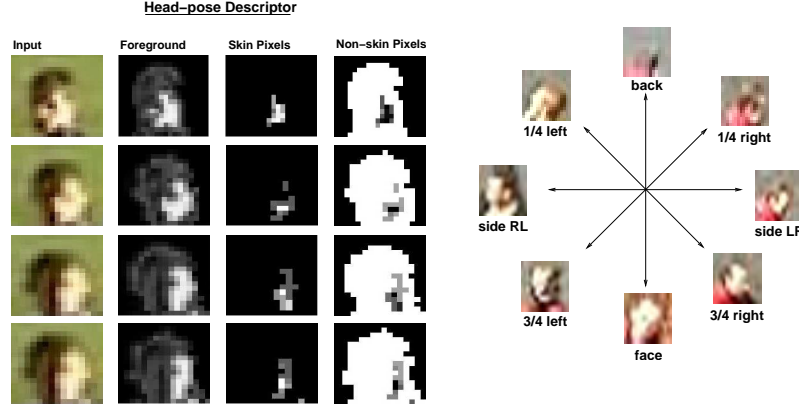 Head-pose Descriptor
Input Foreground Skin Pixels Non-skin Pixels
back
1/4 left
1/4 right
side RL
side LR
3/4 left
3/4 right
face